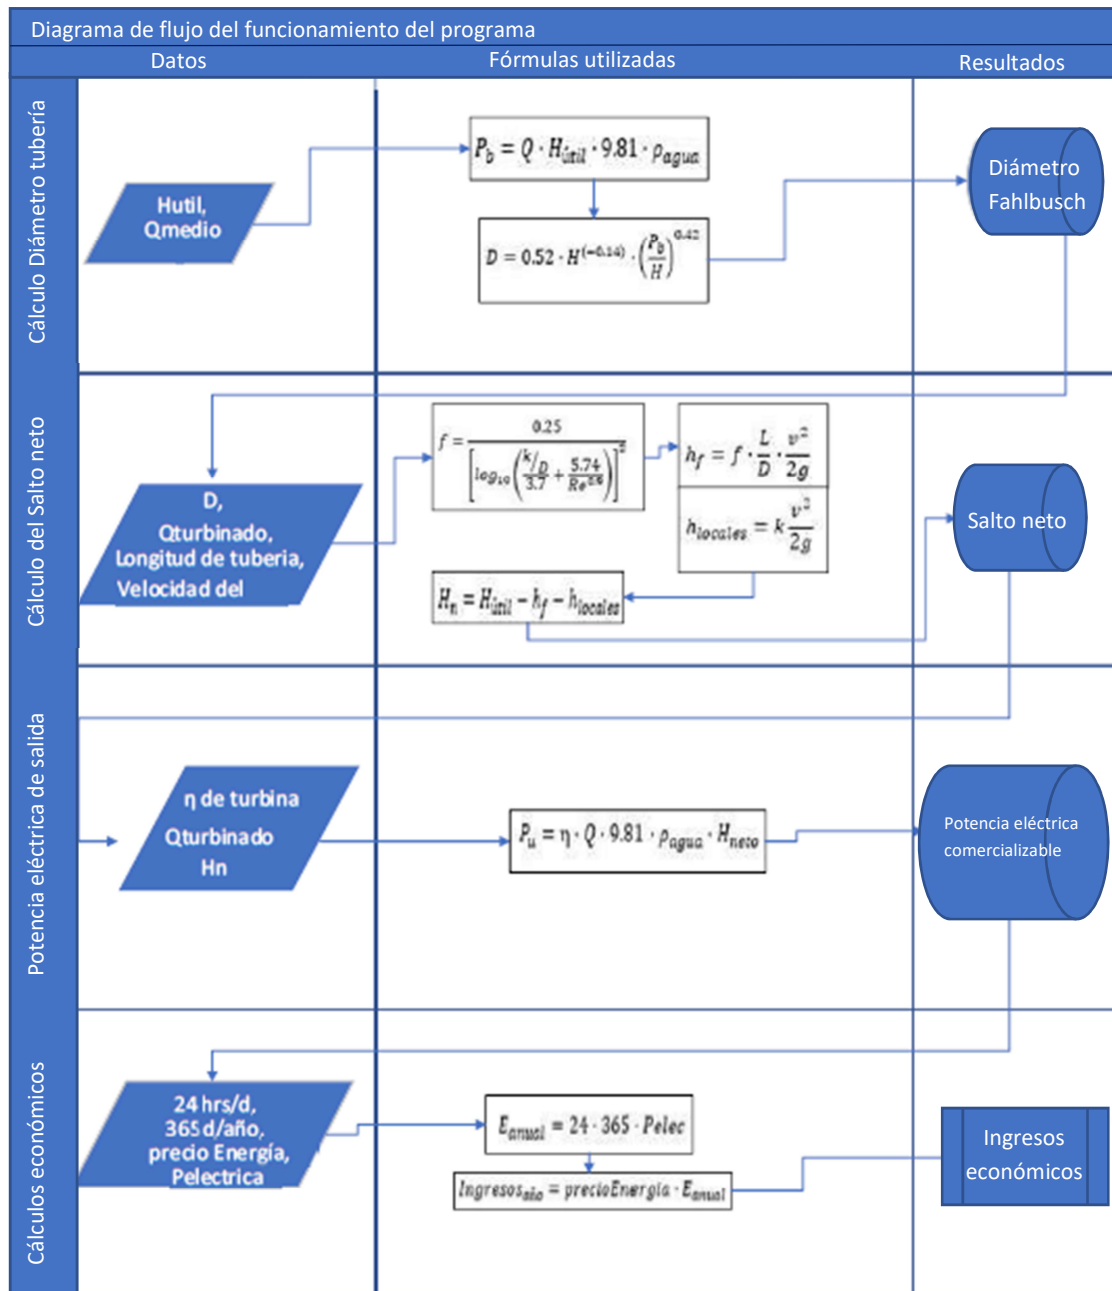 Diagrama de flujo del funcionamiento del programa
Datos
Fórmulas utilizadas
Resultados
Cálculo Diámetro tubería
Hutil,
Qmedio
P_b = Q · H_útil · 9.81 · ρ_agua
D = 0.52 · H^(-0.14) · (P_b/H)^0.42
Diámetro
Fahlbusch
Cálculo del Salto neto
D,
Qturbinado,
Longitud de tuberia,
Velocidad del
f = 0.25 / [log₁₀((k/D)/3.7 + 5.74/Re^0.9)]^2
h_f = f · L/D · v²/2g
h_locales = k v²/2g
H_n = H_útil − h_f − h_locales
Salto neto
Potencia eléctrica de salida
η de turbina
Qturbinado
Hn
P_u = η · Q · 9.81 · ρ_agua · H_neto
Potencia eléctrica
comercializable
Cálculos económicos
24 hrs/d,
365 d/año,
precio Energía,
Pelectrica
E_anual = 24 · 365 · Pelec
Ingresos_año = precioEnergía · E_anual
Ingresos
económicos